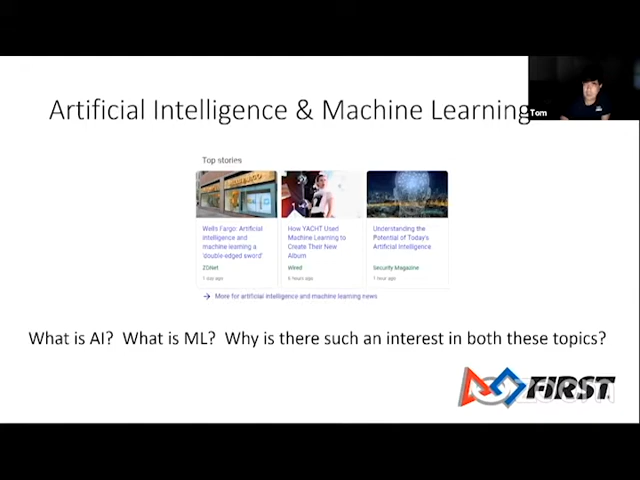 Artificial Intelligence & Machine Learning
Tom
Top stories
Wells Fargo: Artificial
intelligence and
machine learning a
'double edged sword'
ZDNet
1 day ago
How YACHT Used
Machine Learning to
Create Their New
Album
Wired
6 hours ago
Understanding the
Potential of Today's
Artificial Intelligence
Security Magazine
1 hour ago
More for artificial intelligence and machine learning news
What is AI? What is ML? Why is there such an interest in both these topics?
FIRST
zoom